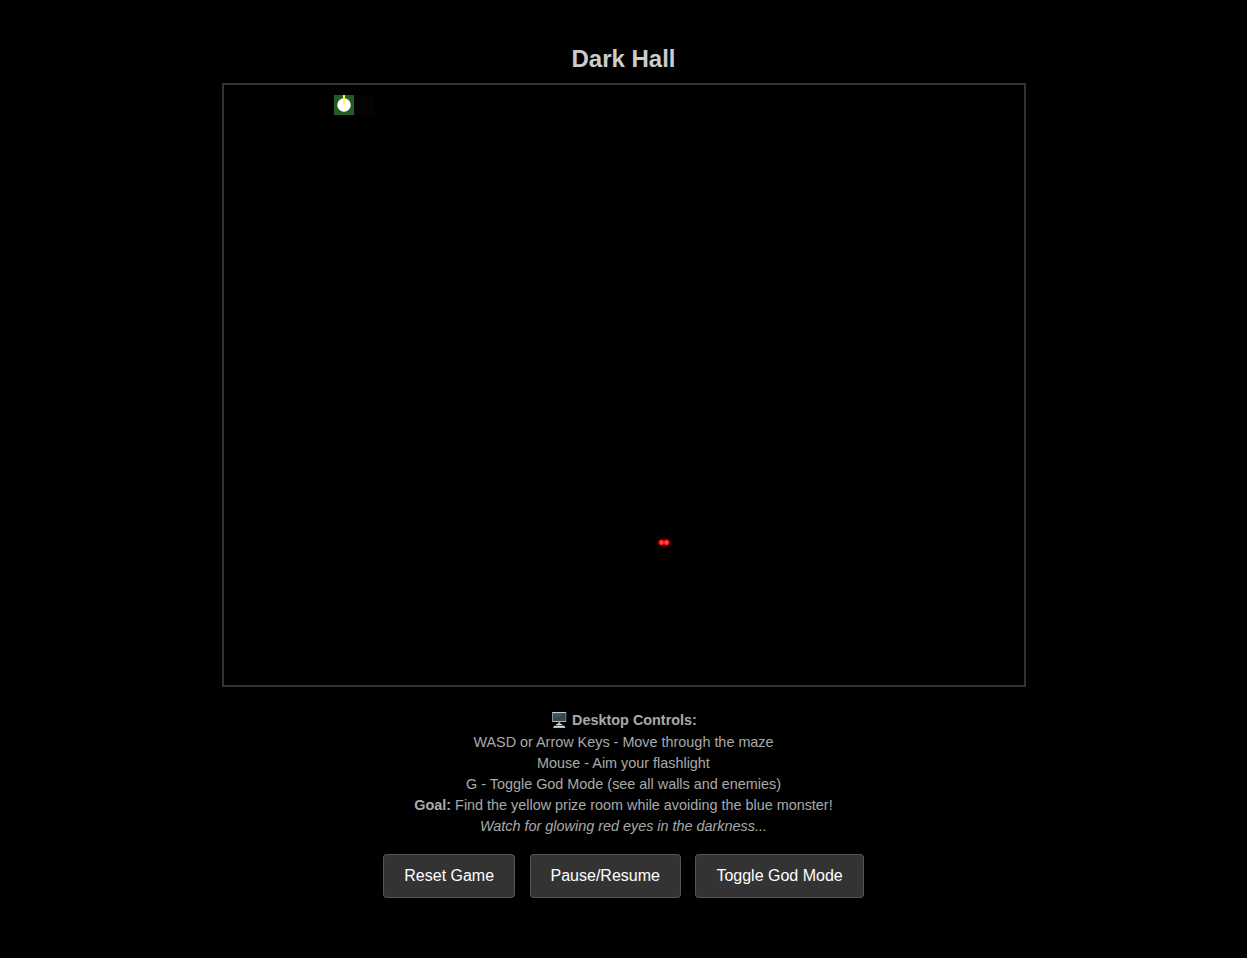 Dark Hall
🖥️ Desktop Controls:
WASD or Arrow Keys - Move through the maze
Mouse - Aim your flashlight
G - Toggle God Mode (see all walls and enemies)
Goal: Find the yellow prize room while avoiding the blue monster!
Watch for glowing red eyes in the darkness...
Reset Game
Pause/Resume
Toggle God Mode